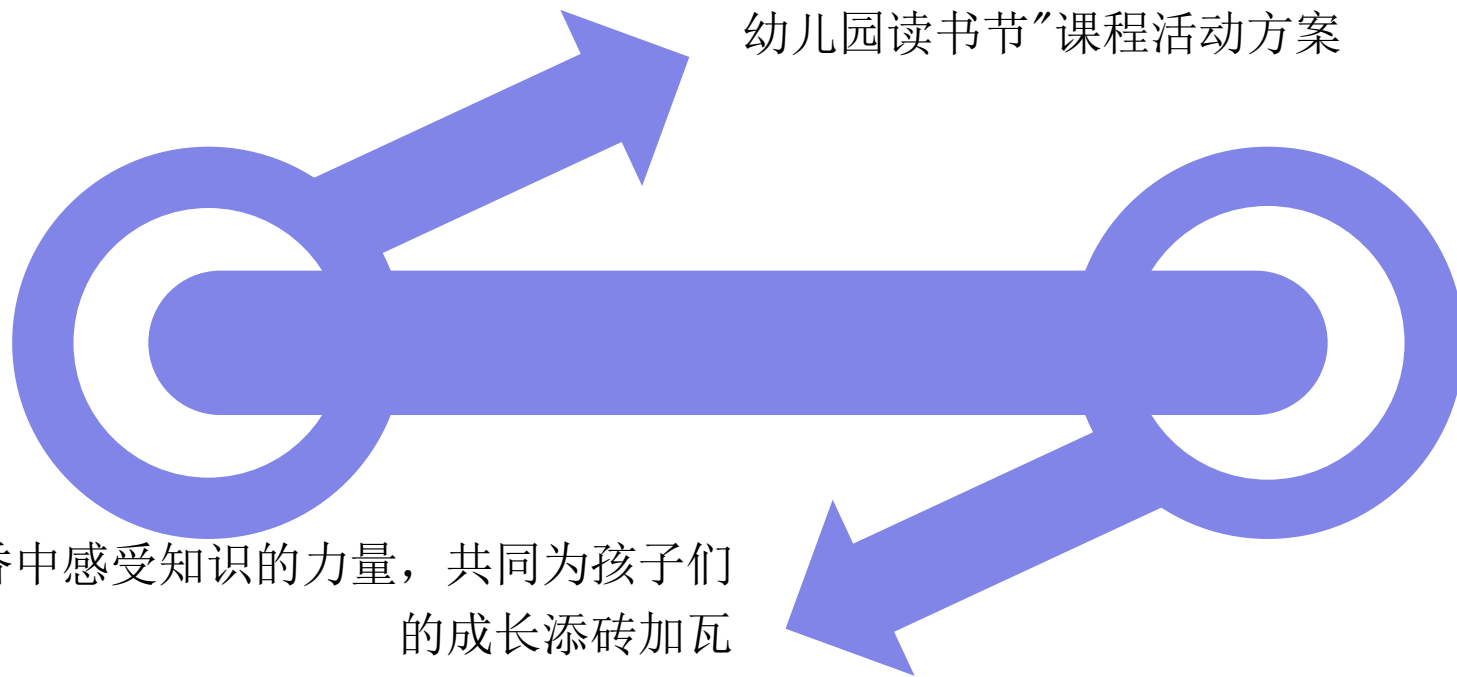 幼儿园读书节"课程活动方案
香中感受知识的力量，共同为孩子们
的成长添砖加瓦